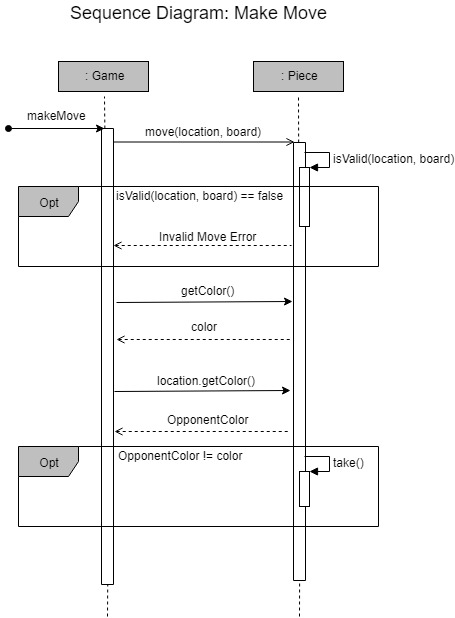 Sequence Diagram: Make Move
: Game
: Piece
makeMove
move(location, board)
isValid(location, board)
Opt
isValid(location, board) == false
Invalid Move Error
getColor()
color
location.getColor()
OpponentColor
Opt
OpponentColor != color
take()